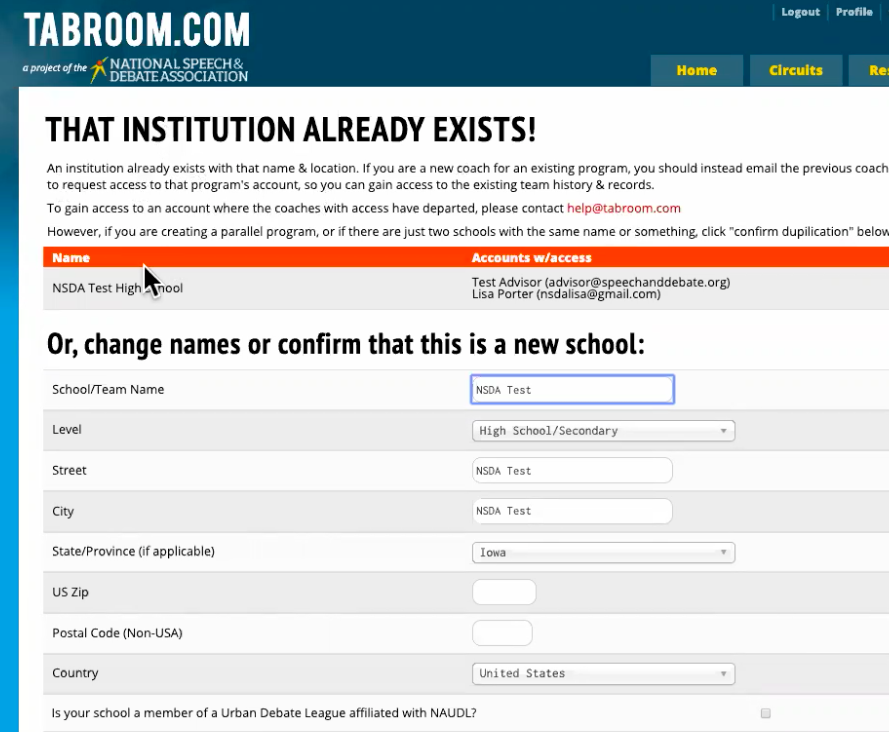 Logout Profile
TABROOM.COM
a project of the NATIONAL SPEECH &
DEBATE ASSOCIATION
Home Circuits
THAT INSTITUTION ALREADY EXISTS!
An institution already exists with that name & location. If you are a new coach for an existing program, you should instead email the previous coach
to request access to that program's account, so you can gain access to the existing team history & records.
To gain access to an account where the coaches with access have departed, please contact help@tabroom.com
However, if you are creating a parallel program, or if there are just two schools with the same name or something, click "confirm dupilication" below
Name Accounts w/access
NSDA Test High School Test Advisor (advisor@speechanddebate.org)
Lisa Porter (nsdalisa@gmail.com)
Or, change names or confirm that this is a new school:
School/Team Name NSDA Test
Level High School/Secondary
Street NSDA Test
City NSDA Test
State/Province (if applicable) Iowa
US Zip
Postal Code (Non-USA)
Country United States
Is your school a member of a Urban Debate League affiliated with NAUDL?